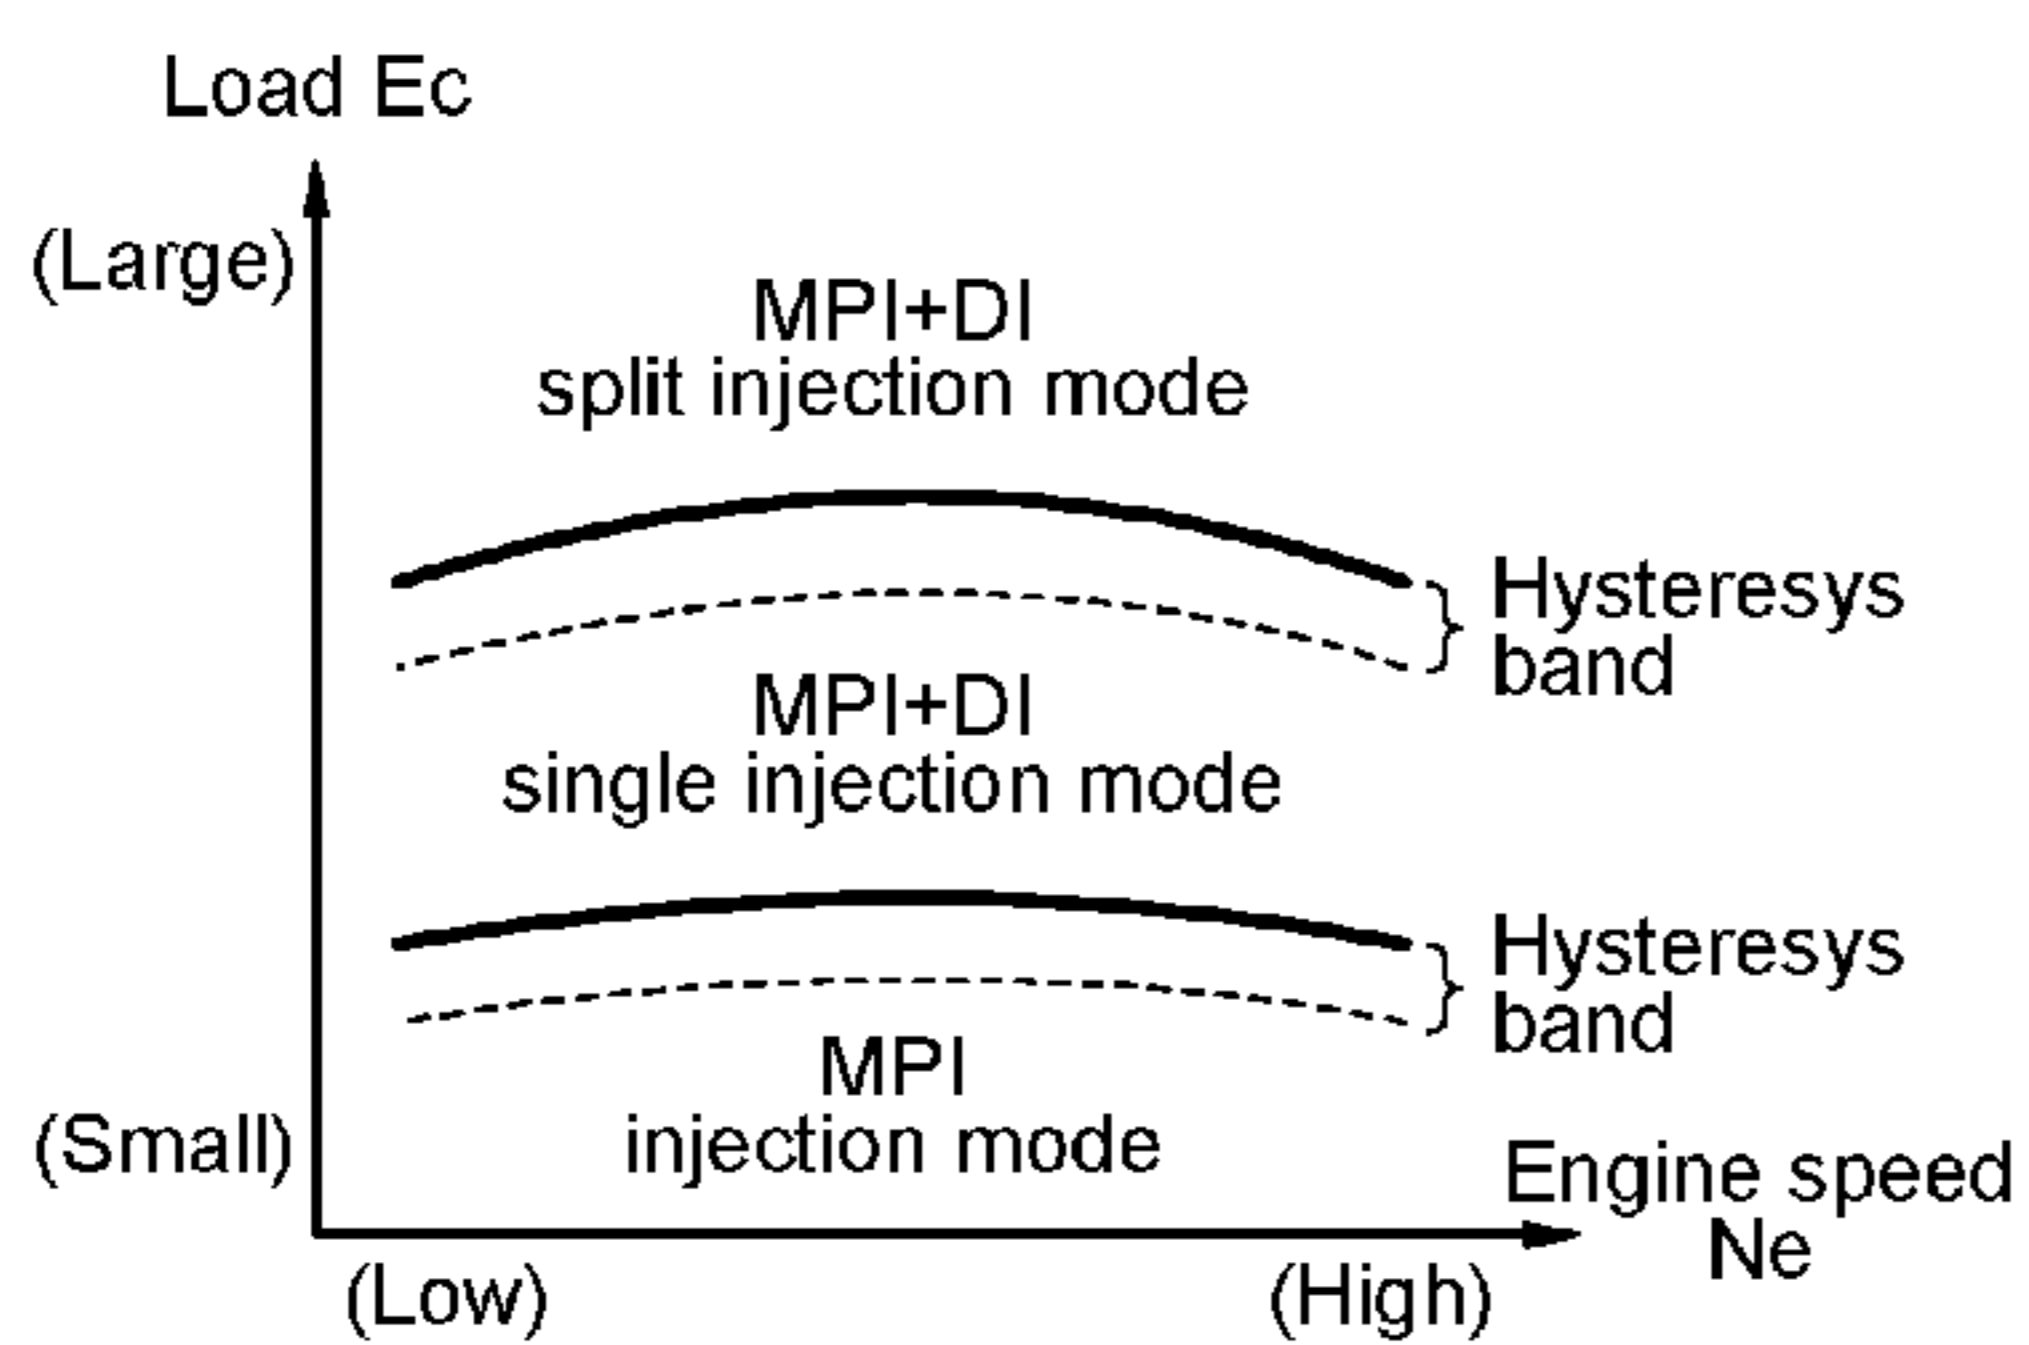 Load Ec
(Large)
MPI+DI
split injection mode
Hysteresys
band
MPI+DI
single injection mode
Hysteresys
band
MPI
injection mode
(Small)
Engine speed
Ne
(Low)
(High)